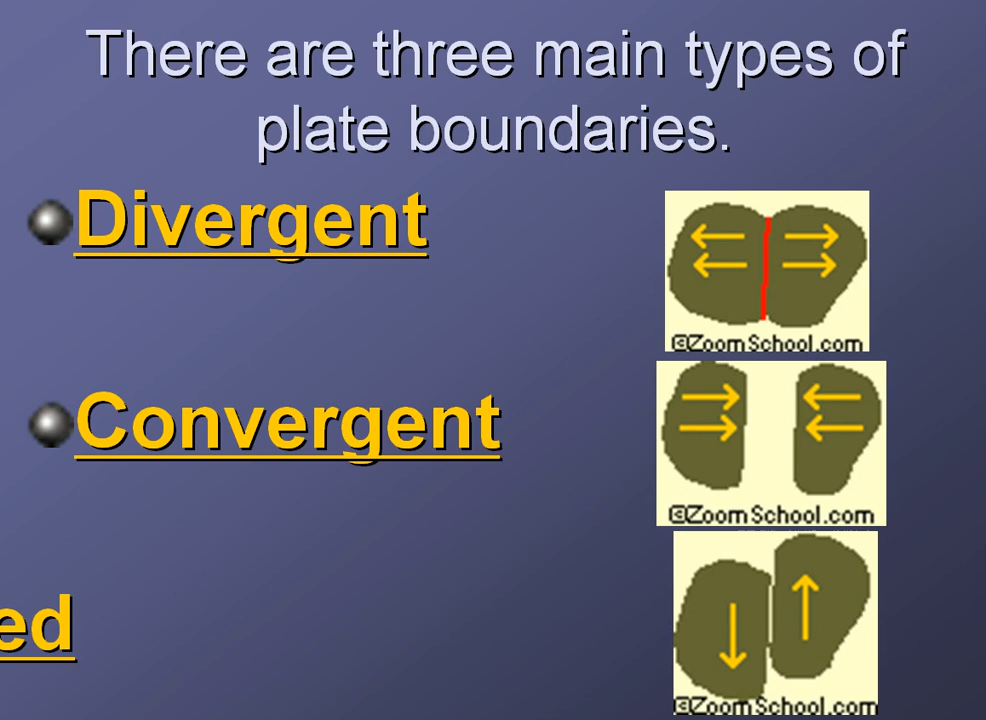 There are three main types of
plate boundaries.
Divergent
©ZoomSchool.com
Convergent
©ZoomSchool.com
ed
©ZoomSchool.com